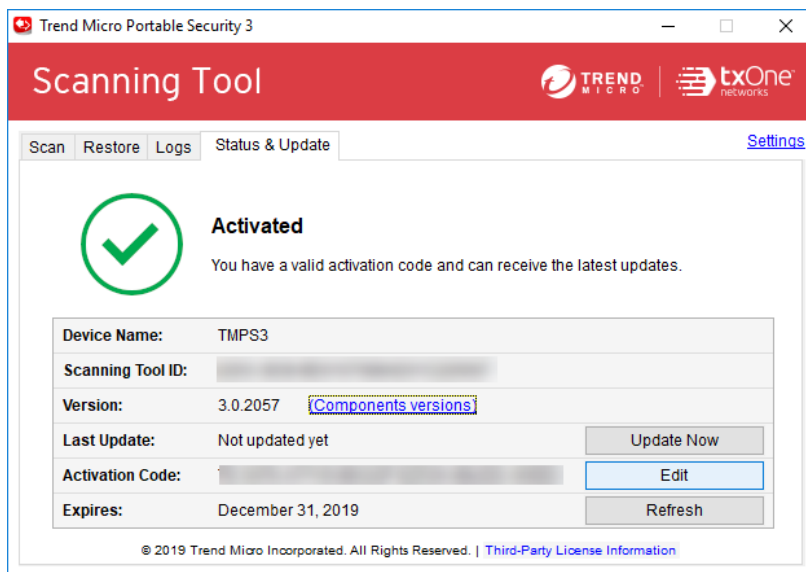 Trend Micro Portable Security 3
Scanning Tool
TREND MICRO
txOne networks
Scan Restore Logs Status & Update Settings
Activated
You have a valid activation code and can receive the latest updates.
Device Name: TMPS3
Scanning Tool ID:
Version: 3.0.2057 (Components versions)
Last Update: Not updated yet Update Now
Activation Code: Edit
Expires: December 31, 2019 Refresh
© 2019 Trend Micro Incorporated. All Rights Reserved. | Third-Party License Information